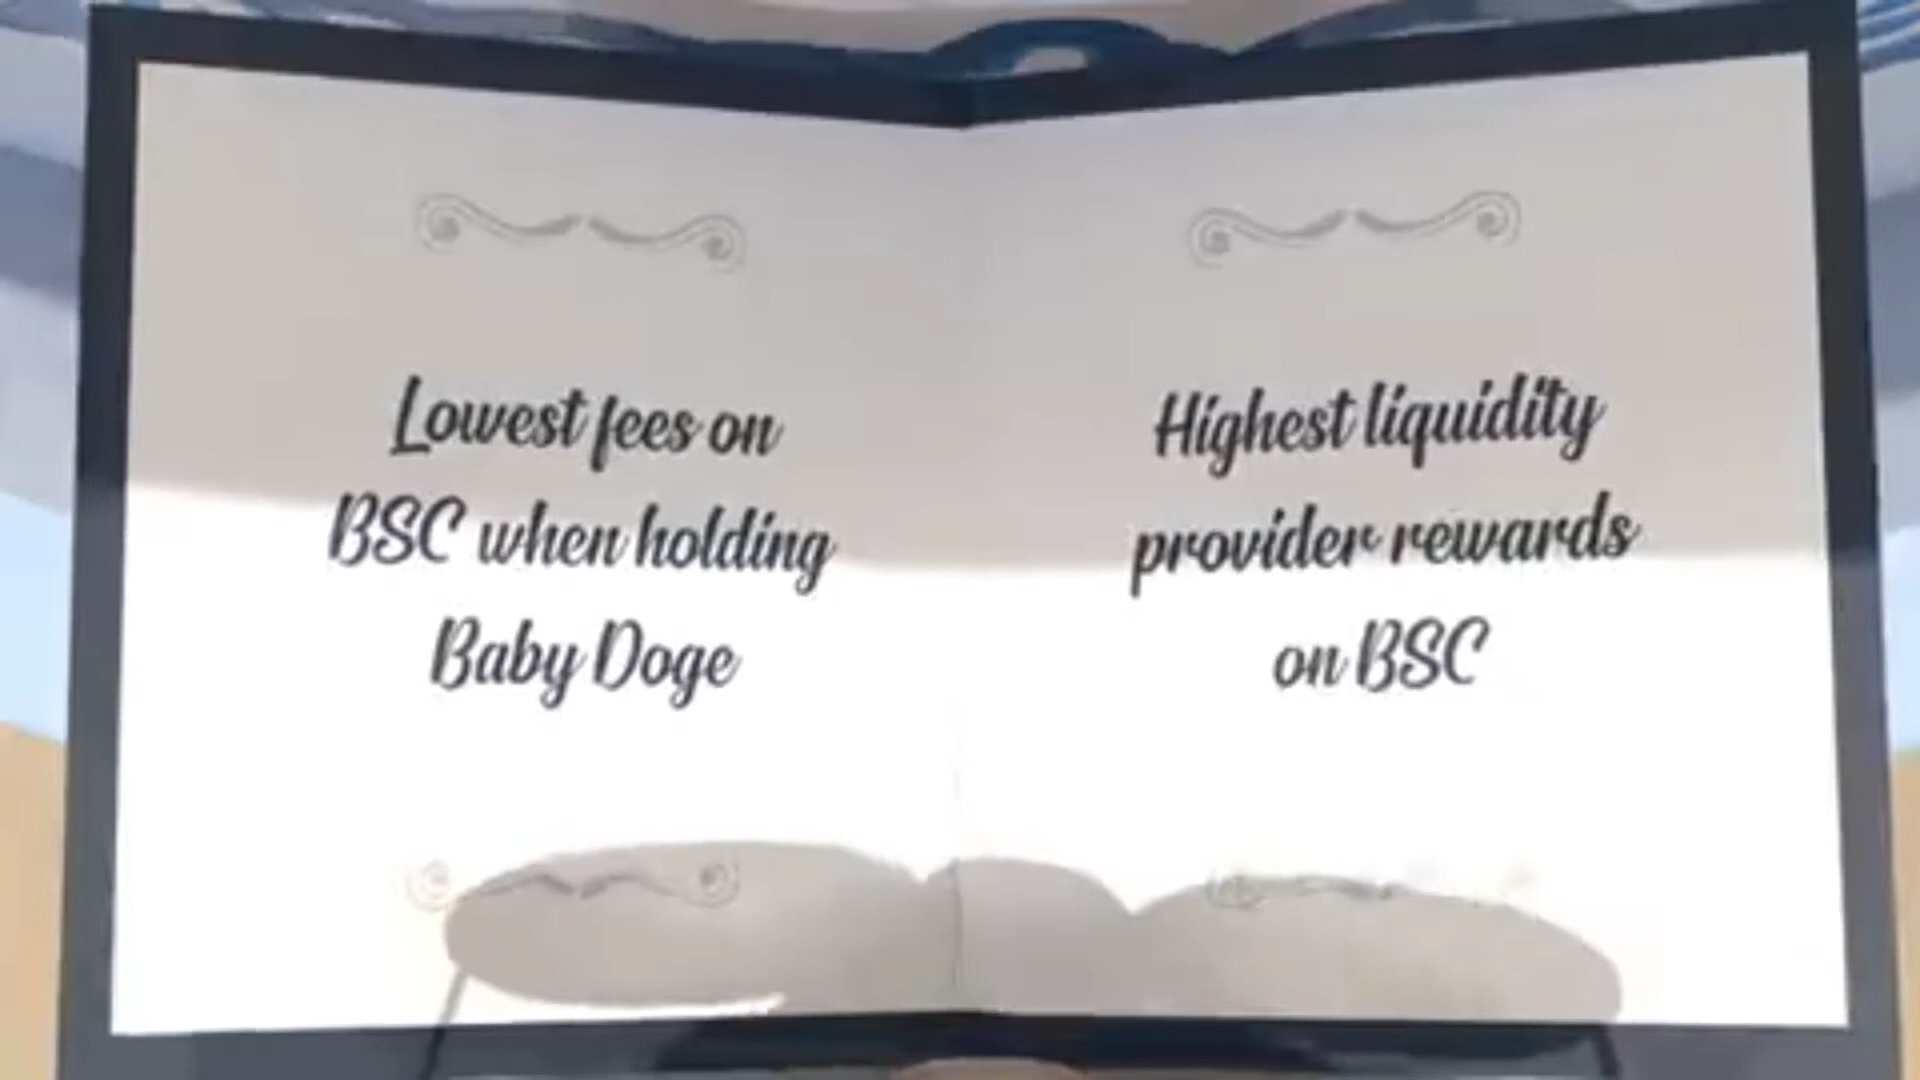 Lowest fees on
BSC when holding
Baby Doge
Highest liquidity
provider rewards
on BSC